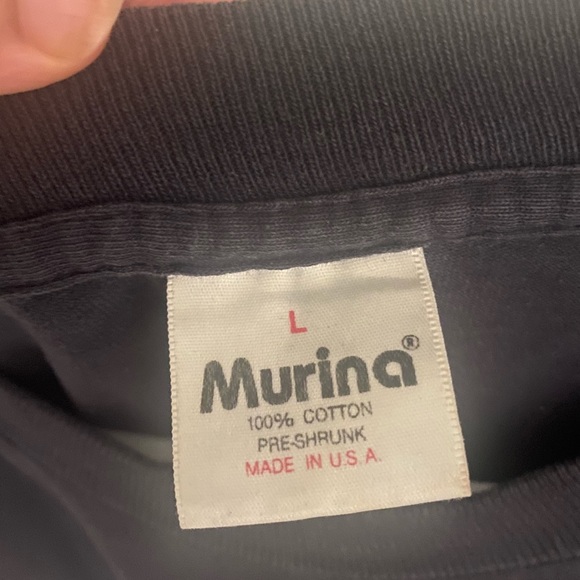 L
Murina®
100% COTTON
PRE-SHRUNK
MADE IN U.S.A.